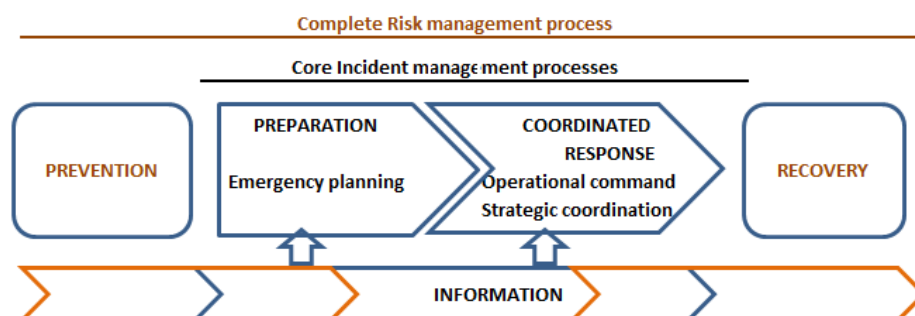 Complete Risk management process
Core Incident management processes
PREVENTION
PREPARATION
Emergency planning
COORDINATED
RESPONSE
Operational command
Strategic coordination
RECOVERY
INFORMATION